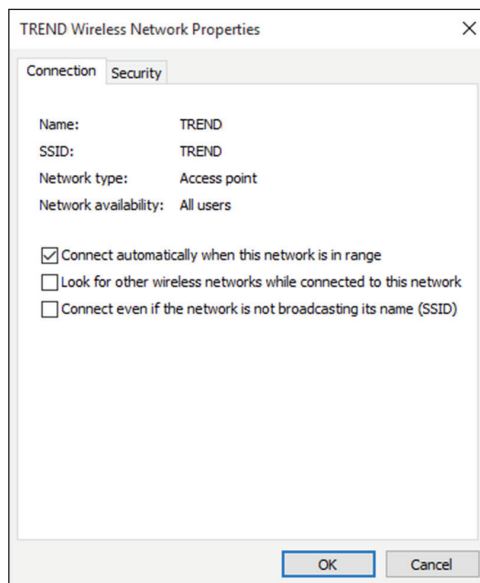 TREND Wireless Network Properties
Connection Security
Name: TREND
SSID: TREND
Network type: Access point
Network availability: All users
Connect automatically when this network is in range
Look for other wireless networks while connected to this network
Connect even if the network is not broadcasting its name (SSID)
OK Cancel